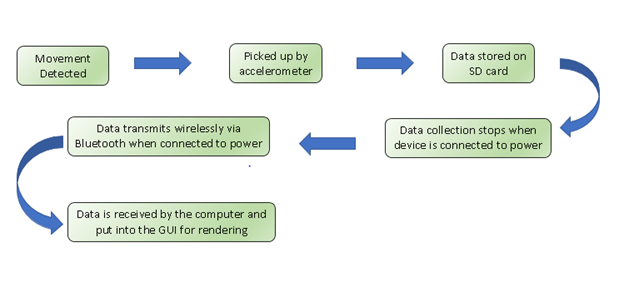 Movement
Detected
Picked up by
accelerometer
Data stored on
SD card
Data collection stops when
device is connected to power
Data transmits wirelessly via
Bluetooth when connected to power
Data is received by the computer and
put into the GUI for rendering